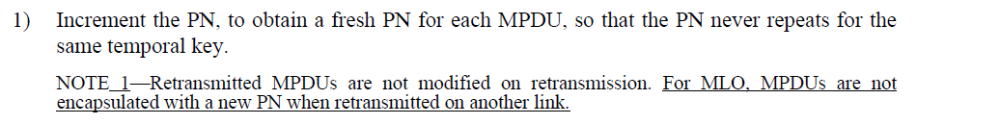 1) Increment the PN, to obtain a fresh PN for each MPDU, so that the PN never repeats for the
same temporal key.
NOTE 1—Retransmitted MPDUs are not modified on retransmission. For MLO, MPDUs are not
encapsulated with a new PN when retransmitted on another link.